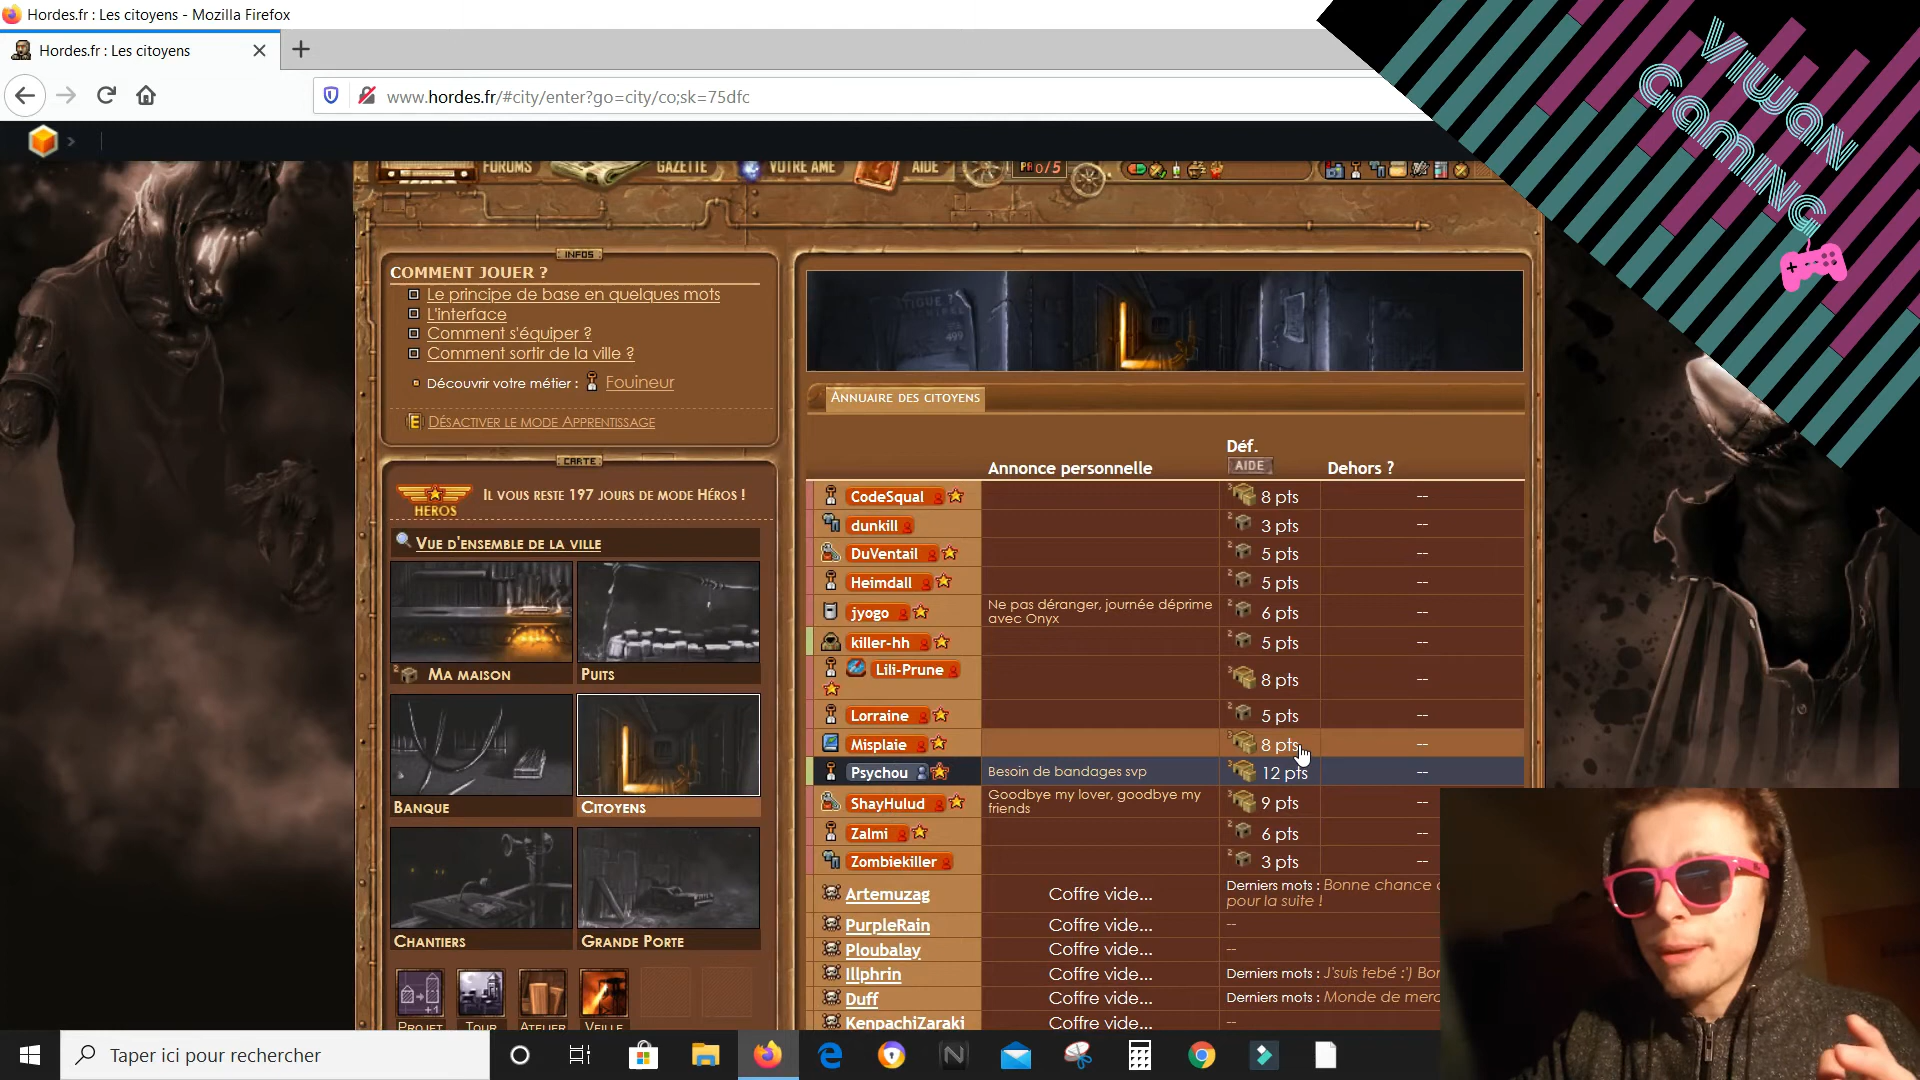 Hordes.fr : Les citoyens - Mozilla Firefox
Hordes.fr : Les citoyens
www.hordes.fr/#city/enter?go=city/co;sk=75dfc
VIWAN
GAMING
FORUMS
GAZETTE
VOTRE AME
AIDE
PA 0/5
INFOS
COMMENT JOUER ?
Le principe de base en quelques mots
L'interface
Comment s'équiper ?
Comment sortir de la ville ?
Découvrir votre métier : Fouineur
DÉSACTIVER LE MODE APPRENTISSAGE
CARTE
HEROS
IL VOUS RESTE 197 JOURS DE MODE HÉROS !
VUE D'ENSEMBLE DE LA VILLE
MA MAISON
PUITS
BANQUE
CITOYENS
CHANTIERS
GRANDE PORTE
PROJET
TOUR
ATELIER
VEILLE
ANNUAIRE DES CITOYENS
Annonce personnelle
Déf.
AIDE
Dehors ?
CodeSqual 8 pts --
dunkill 3 pts --
DuVentail 5 pts --
Heimdall 5 pts --
jyogo Ne pas déranger, journée déprime avec Onyx 6 pts --
killer-hh 5 pts --
Lili-Prune 8 pts --
Lorraine 5 pts --
Misplaie 8 pts --
Psychou Besoin de bandages svp 12 pts --
ShayHulud Goodbye my lover, goodbye my friends 9 pts --
Zalmi 6 pts --
Zombiekiller 3 pts --
Artemuzag Coffre vide... Derniers mots : Bonne chance
pour la suite !
PurpleRain Coffre vide... --
Ploubalay Coffre vide... --
Illphrin Coffre vide... Derniers mots : J'suis tebé :')
Duff Coffre vide... Derniers mots : Monde de
KenpachiZaraki Coffre vide... --
Taper ici pour rechercher